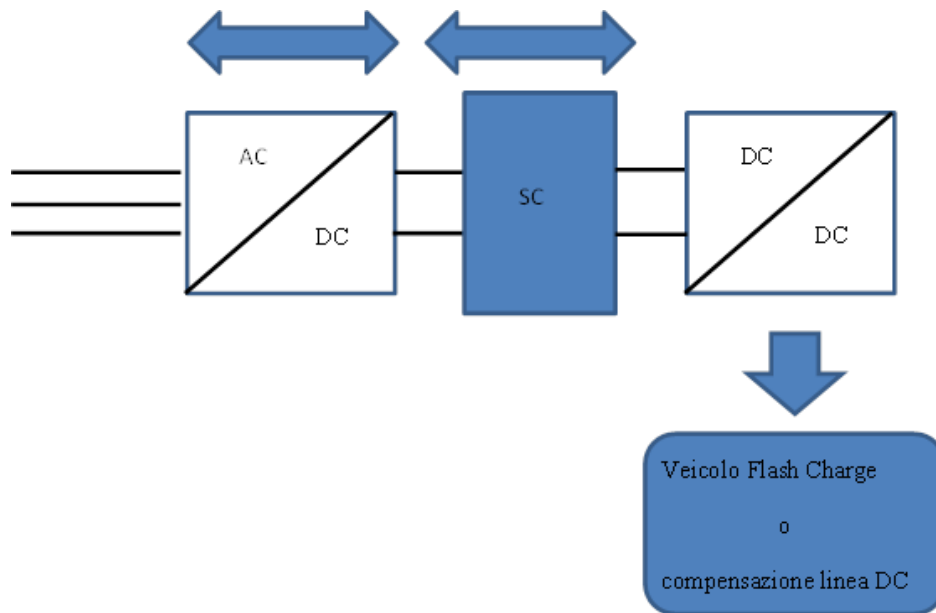 AC
DC
SC
DC
DC
Veicolo Flash Charge
o
compensazione linea DC